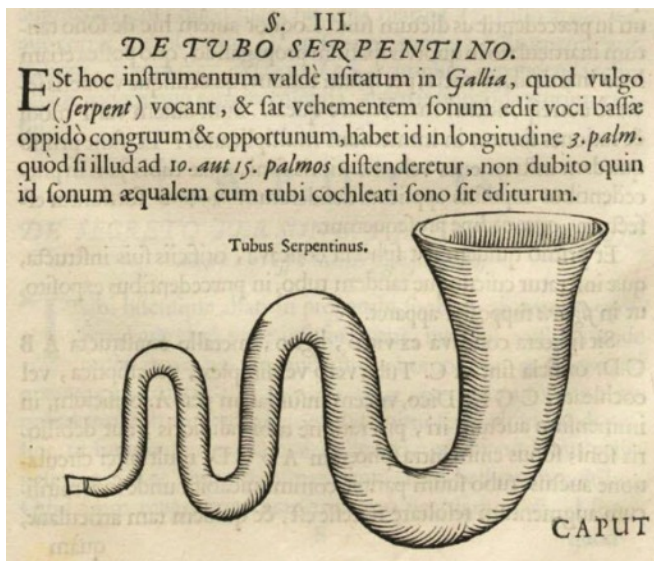 §. III.
DE TUBO SERPENTINO.
ESt hoc inſtrumentum valdè uſitatum in Gallia, quod vulgo
(ſerpent) vocant, & ſat vehementem ſonum edit voci baſſæ
oppidò congruum & opportunum, habet id in longitudine 3. palm.
quòd ſi illud ad 10. aut 15. palmos diſtenderetur, non dubito quin
id ſonum æqualem cum tubi cochleati ſono ſit editurum.
Tubus Serpentinus.
CAPUT